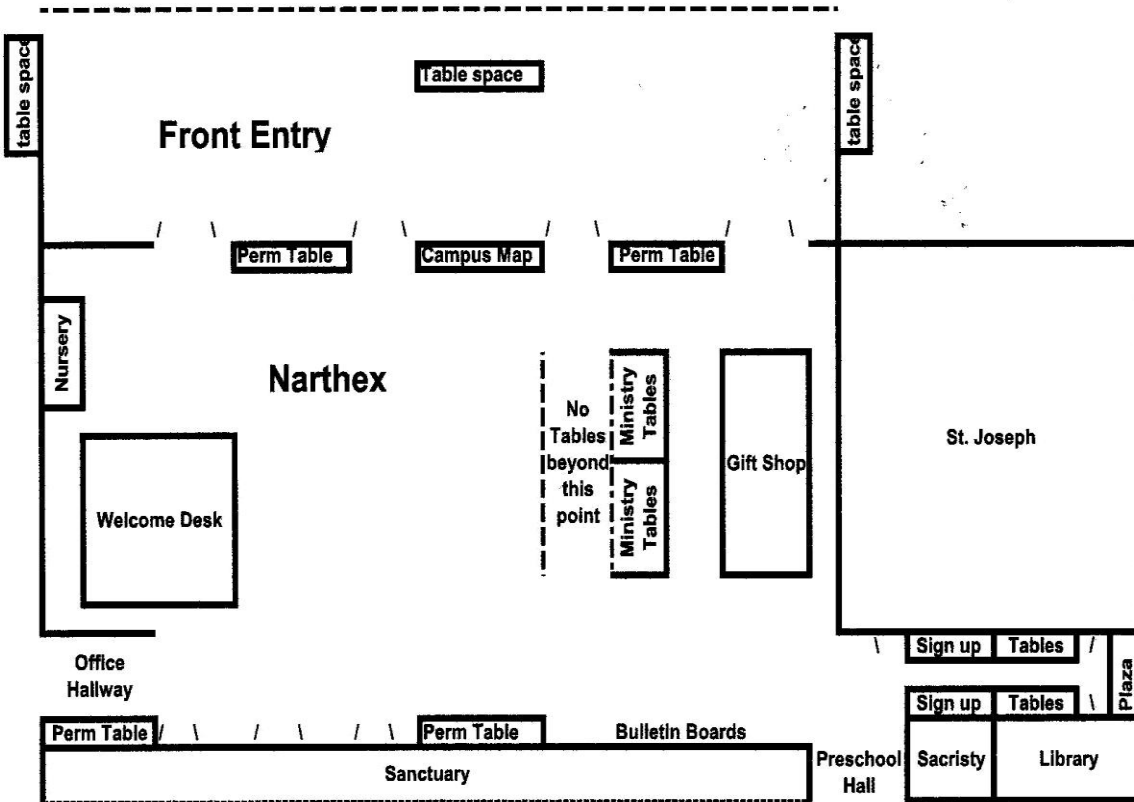 table space
Table space
table space
Front Entry
Perm Table
Campus Map
Perm Table
Nursery
Narthex
No
Tables
beyond
this
point
Ministry
Tables
Ministry
Tables
Gift Shop
St. Joseph
Welcome Desk
Office
Hallway
Sign up
Tables
Sign up
Tables
Plaza
Perm Table
Perm Table
Bulletin Boards
Sanctuary
Preschool
Hall
Sacristy
Library